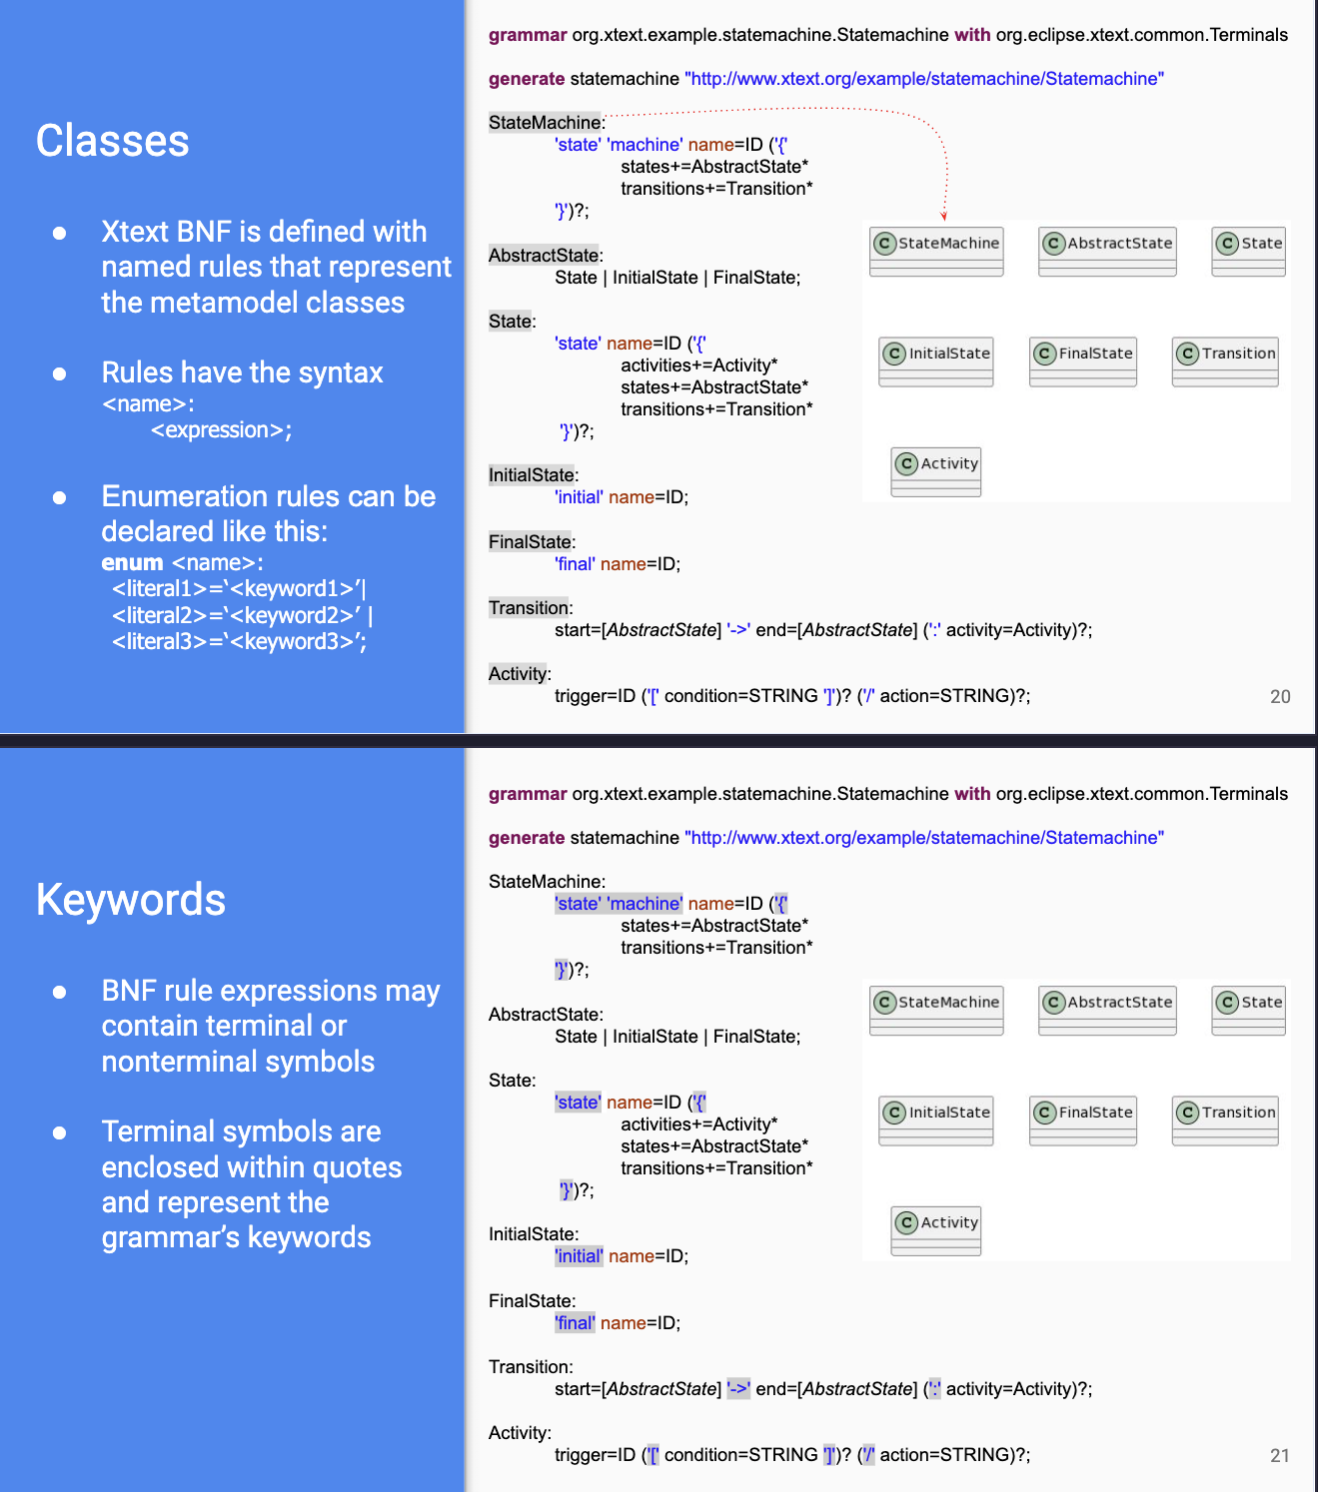 Classes
● Xtext BNF is defined with
named rules that represent
the metamodel classes
● Rules have the syntax
<name>:
<expression>;
● Enumeration rules can be
declared like this:
enum <name>:
<literal1>=‘<keyword1>’|
<literal2>=‘<keyword2>’ |
<literal3>=‘<keyword3>’;
grammar org.xtext.example.statemachine.Statemachine with org.eclipse.xtext.common.Terminals
generate statemachine "http://www.xtext.org/example/statemachine/Statemachine"
StateMachine:
'state' 'machine' name=ID ('{'
states+=AbstractState*
transitions+=Transition*
'}')?;
AbstractState:
State | InitialState | FinalState;
State:
'state' name=ID ('{'
activities+=Activity*
states+=AbstractState*
transitions+=Transition*
'}')?;
InitialState:
'initial' name=ID;
FinalState:
'final' name=ID;
Transition:
start=[AbstractState] '->' end=[AbstractState] (':' activity=Activity)?;
Activity:
trigger=ID ('[' condition=STRING ']')? ('/' action=STRING)?;
C StateMachine
C AbstractState
C State
C InitialState
C FinalState
C Transition
C Activity
20
Keywords
● BNF rule expressions may
contain terminal or
nonterminal symbols
● Terminal symbols are
enclosed within quotes
and represent the
grammar’s keywords
grammar org.xtext.example.statemachine.Statemachine with org.eclipse.xtext.common.Terminals
generate statemachine "http://www.xtext.org/example/statemachine/Statemachine"
StateMachine:
'state' 'machine' name=ID ('{'
states+=AbstractState*
transitions+=Transition*
'}')?;
AbstractState:
State | InitialState | FinalState;
State:
'state' name=ID ('{'
activities+=Activity*
states+=AbstractState*
transitions+=Transition*
'}')?;
InitialState:
'initial' name=ID;
FinalState:
'final' name=ID;
Transition:
start=[AbstractState] '->' end=[AbstractState] (':' activity=Activity)?;
Activity:
trigger=ID ('[' condition=STRING ']')? ('/' action=STRING)?;
C StateMachine
C AbstractState
C State
C InitialState
C FinalState
C Transition
C Activity
21